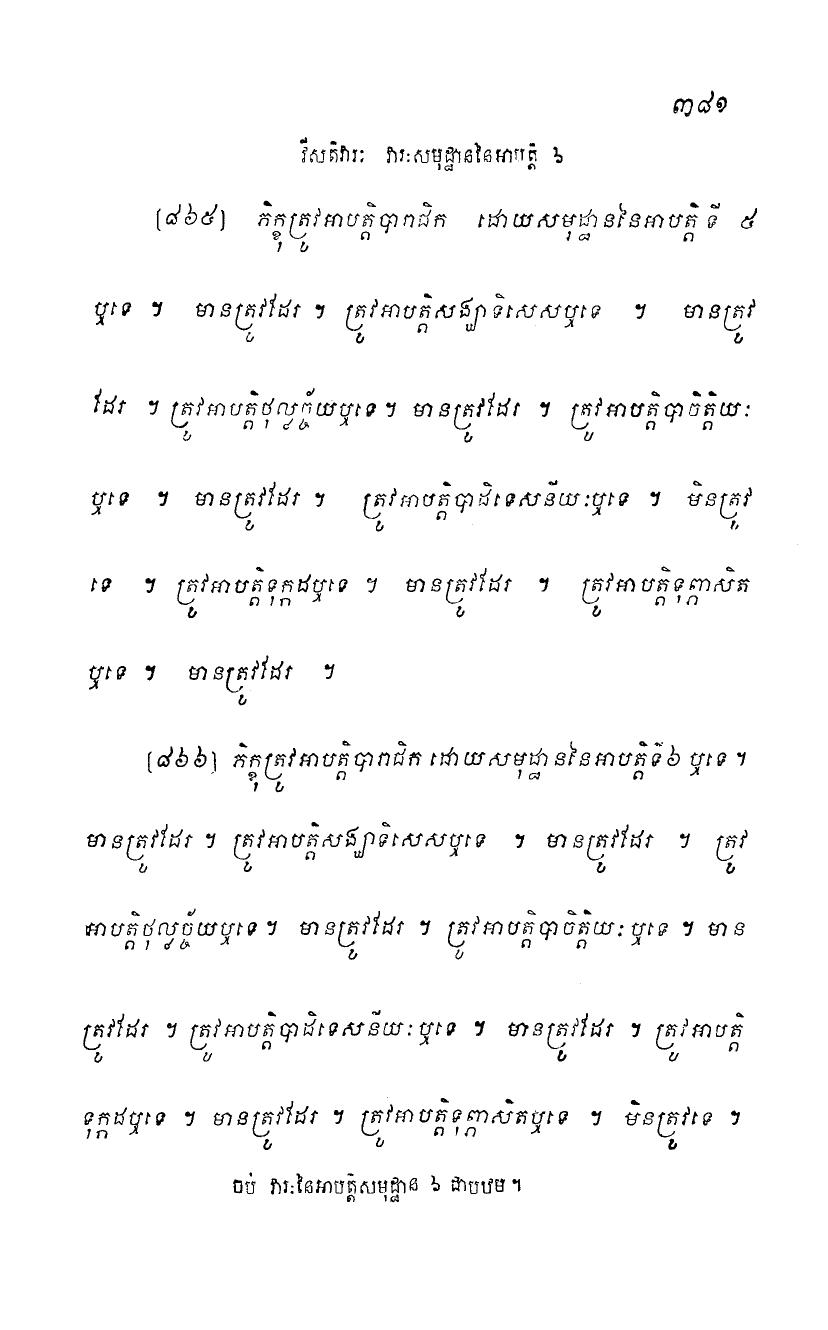 ៣៨១
វីសតិវារៈ វារៈសមុដ្ឋាននៃអាបត្តិ ៦
[៨៦៥] ភិក្ខុត្រូវអាបត្តិបារាជិក ដោយសមុដ្ឋាននៃអាបត្តិ ទី ៥
ឬទេ ។ មានត្រូវដែរ ។ ត្រូវអាបត្តិសង្ឃាទិសេសឬទេ ។ មានត្រូវ
ដែរ ។ ត្រូវអាបត្តិថុល្លច្ច័យឬទេ។ មានត្រូវដែរ ។ ត្រូវអាបត្តិបាចិត្តិយៈ
ឬទេ ។ មានត្រូវដែរ ។ ត្រូវអាបត្តិបាដិទេសនីយៈឬទេ ។ មិនត្រូវ
ទេ ។ ត្រូវអាបត្តិទុក្កដឬទេ ។ មានត្រូវដែរ ។ ត្រូវអាបត្តិទុព្ភាសិត
ឬទេ ។ មានត្រូវដែរ ។
[៨៦៦] ភិក្ខុត្រូវអាបត្តិបារាជិក ដោយសមុដ្ឋាននៃអាបត្តិទី៦ ឬទេ ។
មានត្រូវដែរ ។ ត្រូវអាបត្តិសង្ឃាទិសេសឬទេ ។ មានត្រូវដែរ ។ ត្រូវ
អាបត្តិថុល្លច្ច័យឬទេ។ មានត្រូវដែរ ។ ត្រូវអាបត្តិបាចិត្តិយៈ ឬទេ ។ មាន
ត្រូវដែរ ។ ត្រូវអាបត្តិបាដិទេសនីយៈ ឬទេ ។ មានត្រូវដែរ ។ ត្រូវអាបត្តិ
ទុក្កដឬទេ ។ មានត្រូវដែរ ។ ត្រូវអាបត្តិទុព្ភាសិតឬទេ ។ មិនត្រូវទេ ។
ចប់ វារៈនៃអាបត្តិសមុដ្ឋាន ៦ ជាបឋម ។